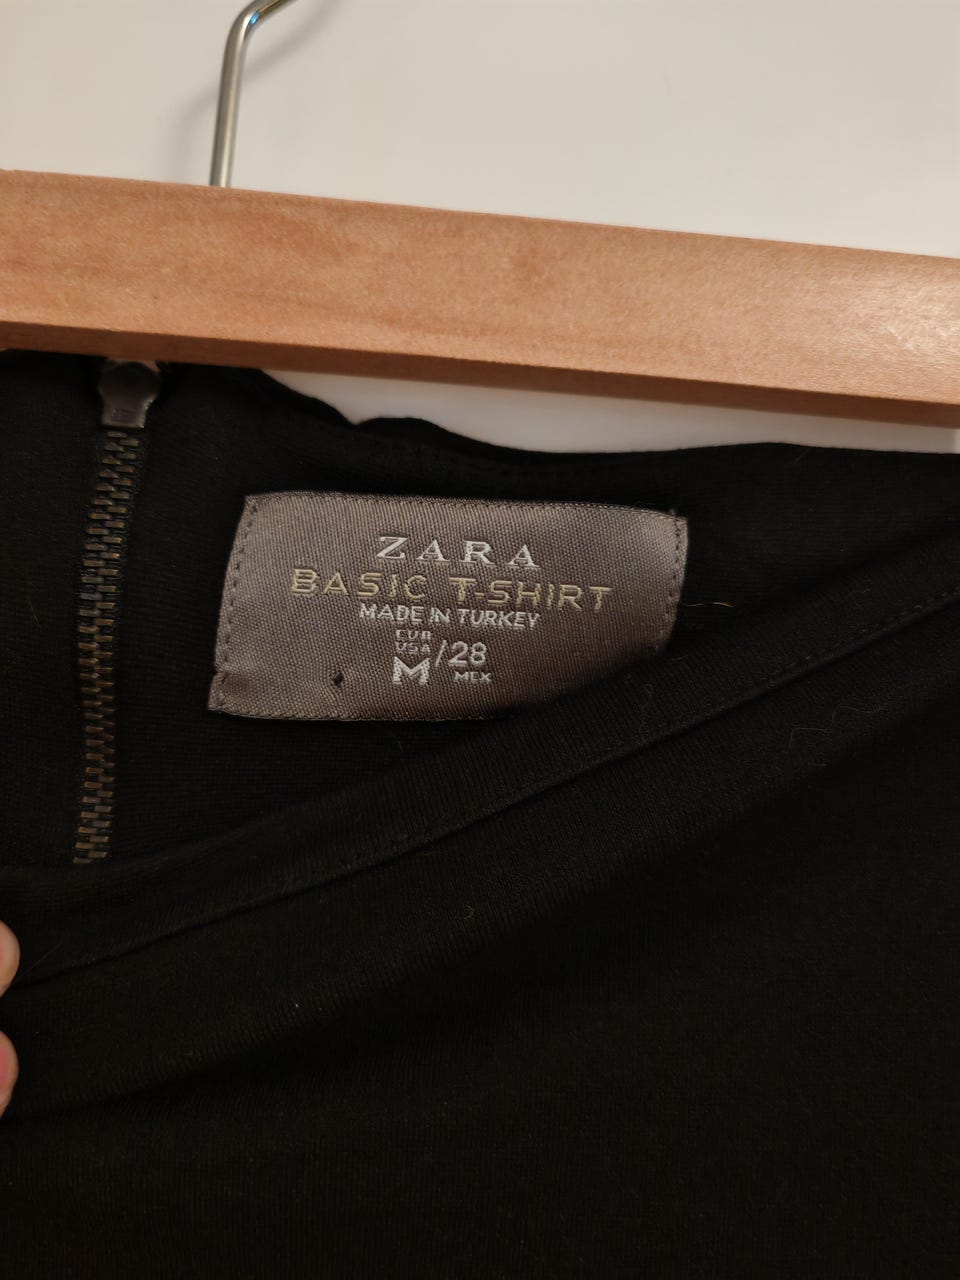 ZARA
BASIC T-SHIRT
MADE IN TURKEY
EUR
USA
M/28
MEX